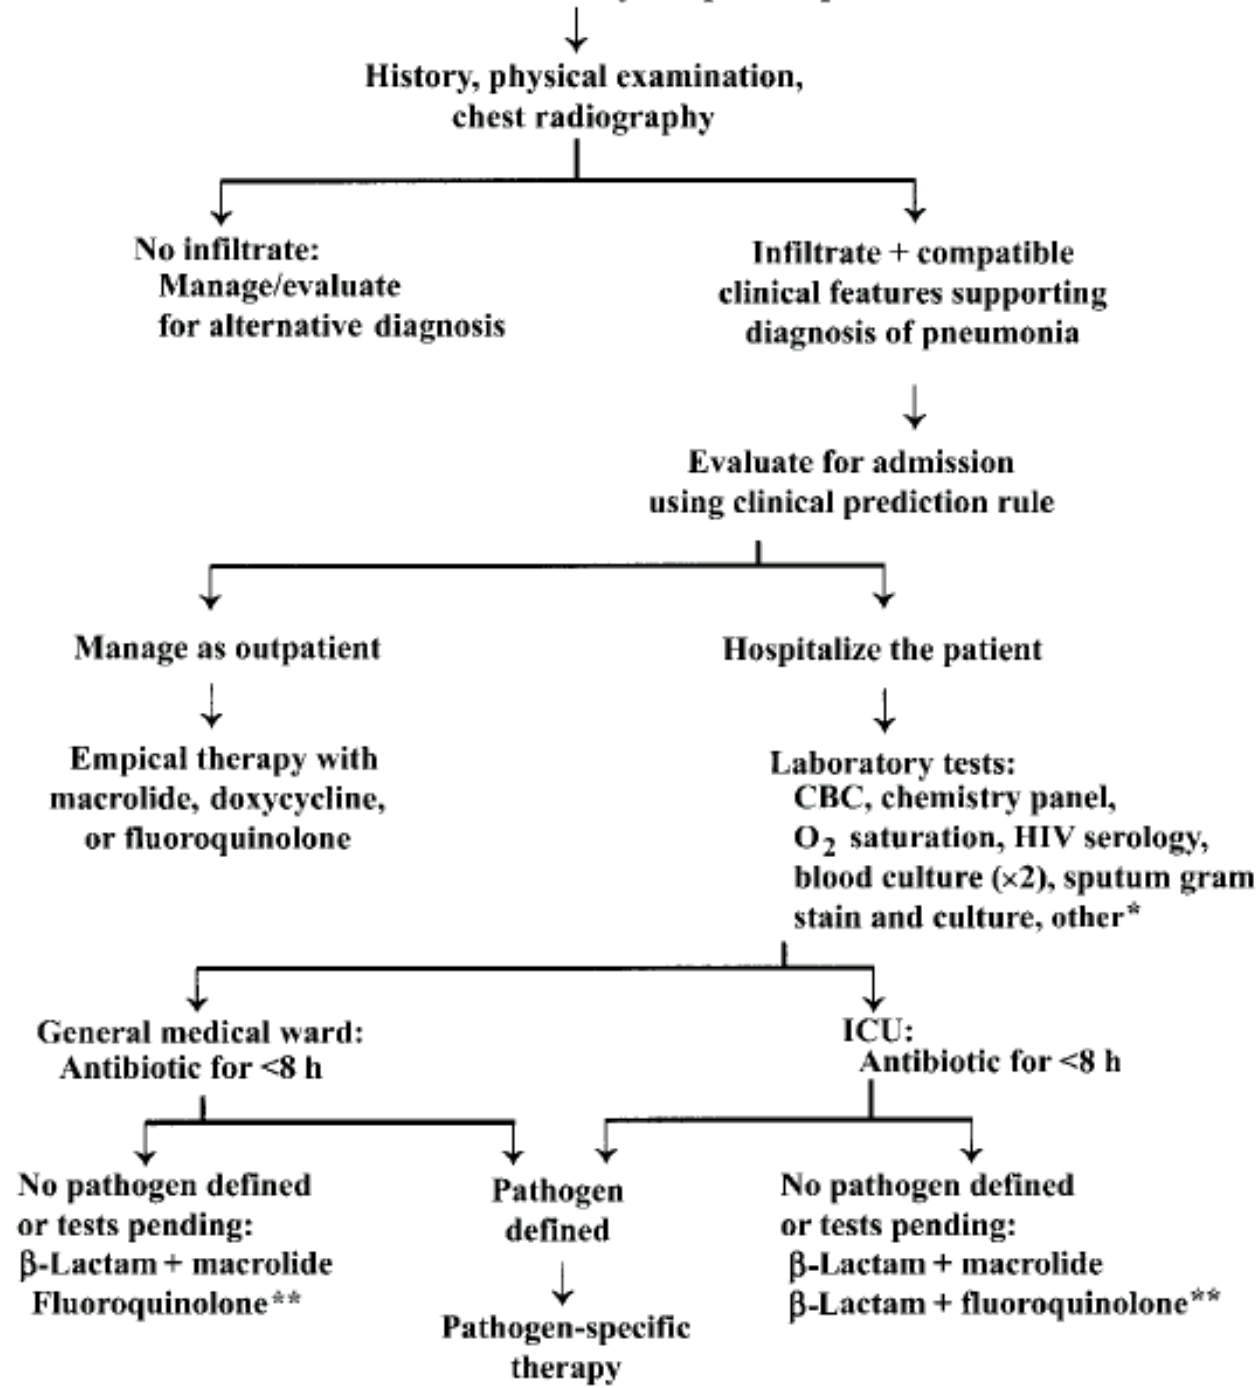 History, physical examination,
chest radiography
No infiltrate:
Manage/evaluate
for alternative diagnosis
Infiltrate + compatible
clinical features supporting
diagnosis of pneumonia
Evaluate for admission
using clinical prediction rule
Manage as outpatient
Hospitalize the patient
Empical therapy with
macrolide, doxycycline,
or fluoroquinolone
Laboratory tests:
CBC, chemistry panel,
O₂ saturation, HIV serology,
blood culture (×2), sputum gram
stain and culture, other*
General medical ward:
Antibiotic for <8 h
ICU:
Antibiotic for <8 h
No pathogen defined
or tests pending:
β-Lactam + macrolide
Fluoroquinolone**
Pathogen
defined
Pathogen-specific
therapy
No pathogen defined
or tests pending:
β-Lactam + macrolide
β-Lactam + fluoroquinolone**